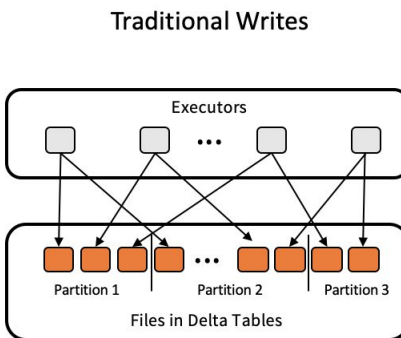 Traditional Writes
Executors
...
...
Partition 1 Partition 2 Partition 3
Files in Delta Tables